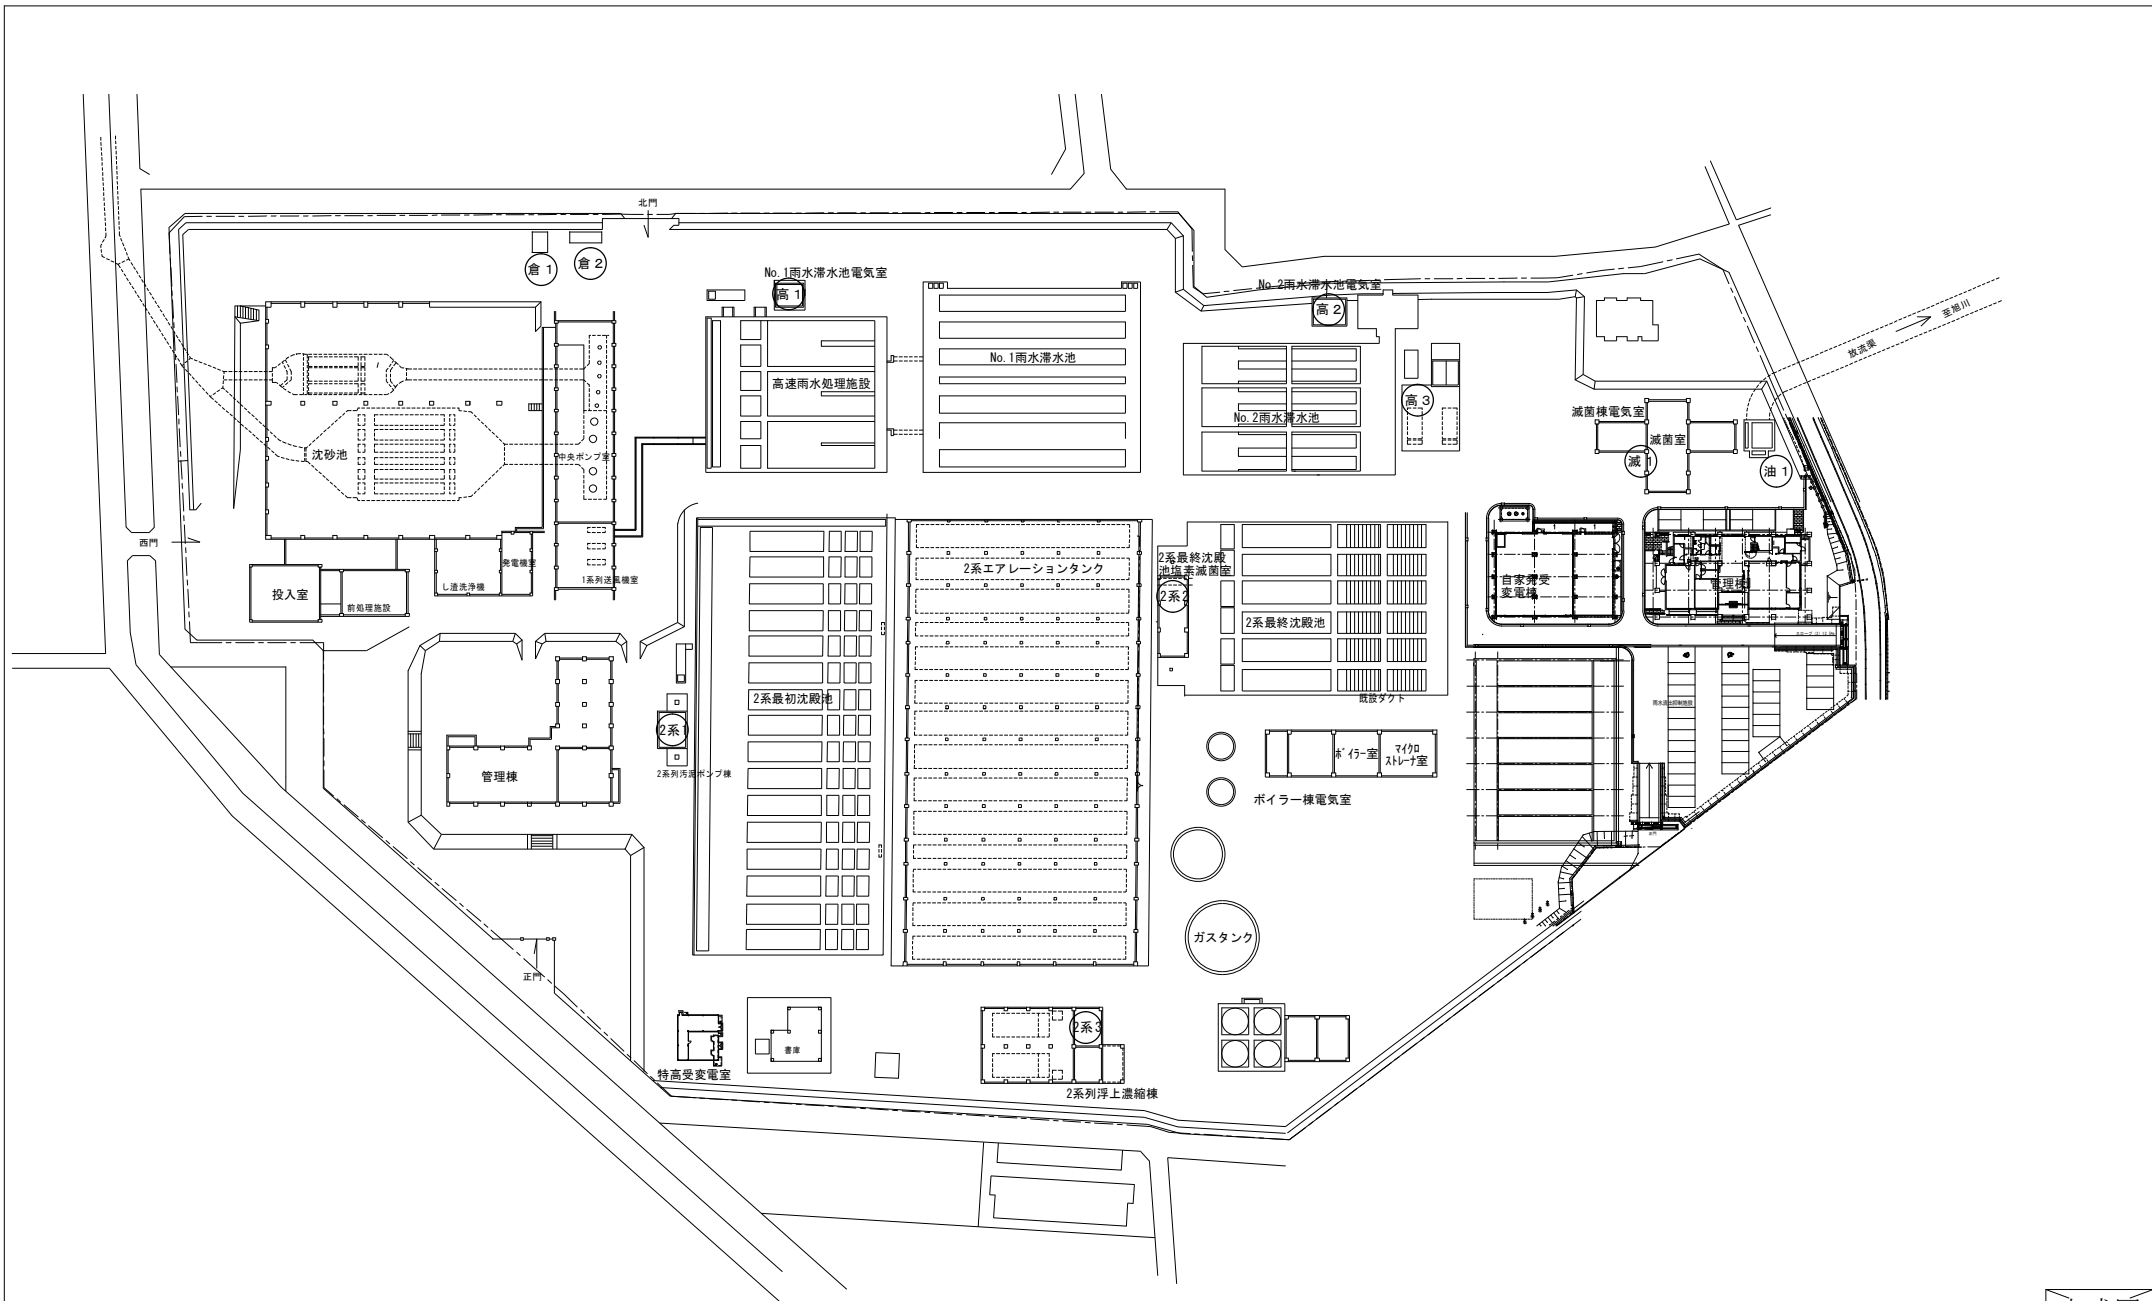 北門
倉1
倉2
No.1雨水滞水池電気室
高1
No.2雨水滞水池電気室
高2
至旭川
放流渠
No.1雨水滞水池
高速雨水処理施設
高3
No.2雨水滞水池
滅菌棟電気室
滅菌室
滅1
油1
沈砂池
中央ポンプ室
西門
発電機室
1系列送風機室
し渣洗浄機
投入室
前処理施設
2系エアレーションタンク
2系最終沈殿
池塩素滅菌室
2系2
2系最終沈殿池
自家発受
変電棟
管理棟
既設ダクト
2系最初沈殿池
2系1
2系列汚泥ポンプ棟
管理棟
ボイラー室
マイクロ
ストレーナ室
ボイラー棟電気室
雨水流出抑制施設
ガスタンク
正門
書庫
特高受変電室
2系3
2系列浮上濃縮棟